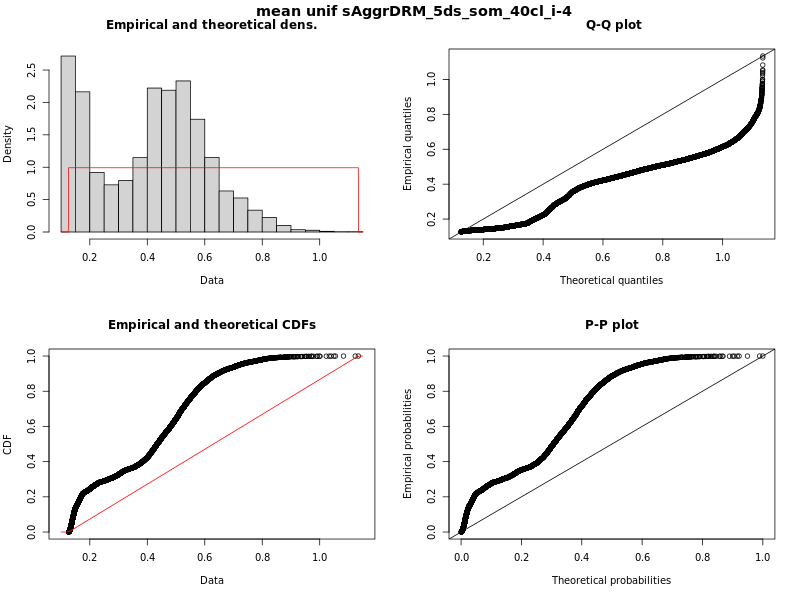 mean unif sAggrDRM_5ds_som_40cl_i-4
Empirical and theoretical dens.
Density
0.0 0.5 1.0 1.5 2.0 2.5
0.2 0.4 0.6 0.8 1.0
Data
Q-Q plot
Empirical quantiles
0.2 0.4 0.6 0.8 1.0
0.2 0.4 0.6 0.8 1.0
Theoretical quantiles
Empirical and theoretical CDFs
CDF
0.0 0.2 0.4 0.6 0.8 1.0
0.2 0.4 0.6 0.8 1.0
Data
P-P plot
Empirical probabilities
0.0 0.2 0.4 0.6 0.8 1.0
0.0 0.2 0.4 0.6 0.8 1.0
Theoretical probabilities